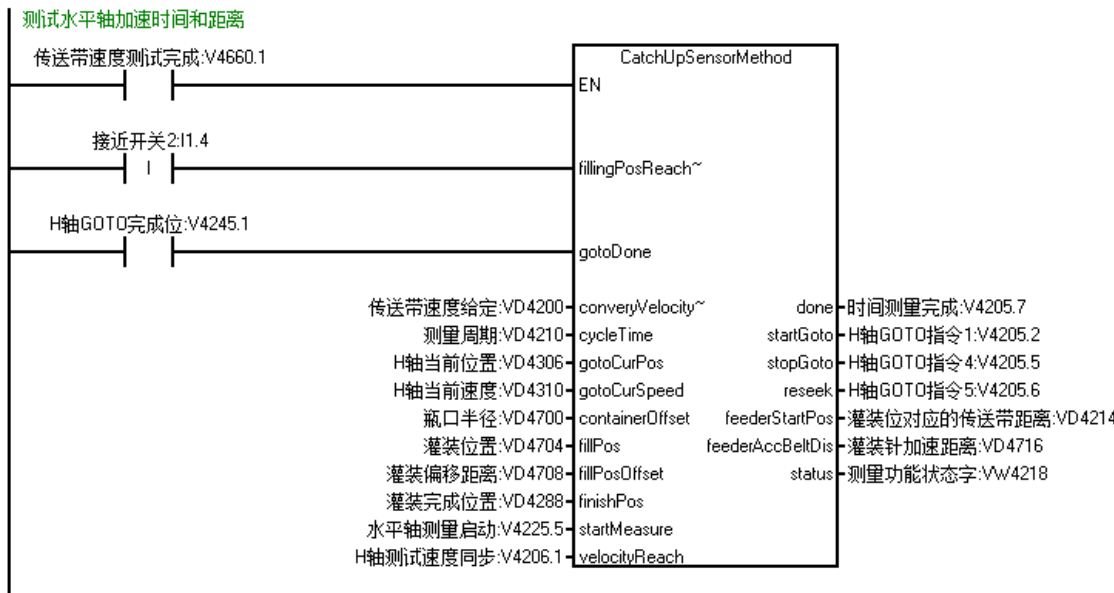 测试水平轴加速时间和距离
传送带速度测试完成:V4660.1
CatchUpSensorMethod
EN
接近开关2:I1.4
I
fillingPosReach~
H轴GOTO完成位:V4245.1
gotoDone
传送带速度给定:VD4200 converyVelocity~ done 时间测量完成:V4205.7
测量周期:VD4210 cycleTime startGoto H轴GOTO指令1:V4205.2
H轴当前位置:VD4306 gotoCurPos stopGoto H轴GOTO指令4:V4205.5
H轴当前速度:VD4310 gotoCurSpeed reseek H轴GOTO指令5:V4205.6
瓶口半径:VD4700 containerOffset feederStartPos 灌装位对应的传送带距离:VD4214
灌装位置:VD4704 fillPos feederAccBeltDis 灌装针加速距离:VD4716
灌装偏移距离:VD4708 fillPosOffset status 测量功能状态字:VW4218
灌装完成位置:VD4288 finishPos
水平轴测量启动:V4225.5 startMeasure
H轴测试速度同步:V4206.1 velocityReach